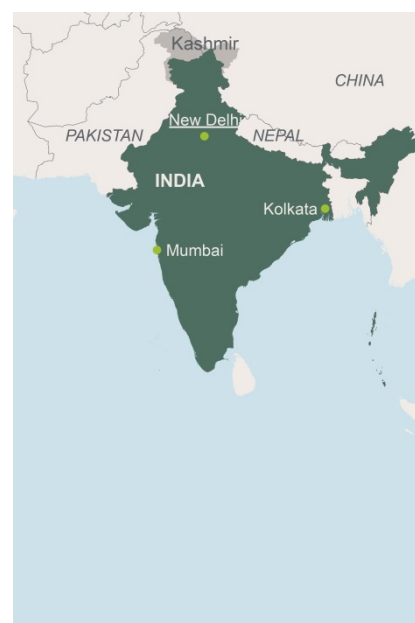 Kashmir
CHINA
New Delhi
PAKISTAN
NEPAL
INDIA
Kolkata
Mumbai